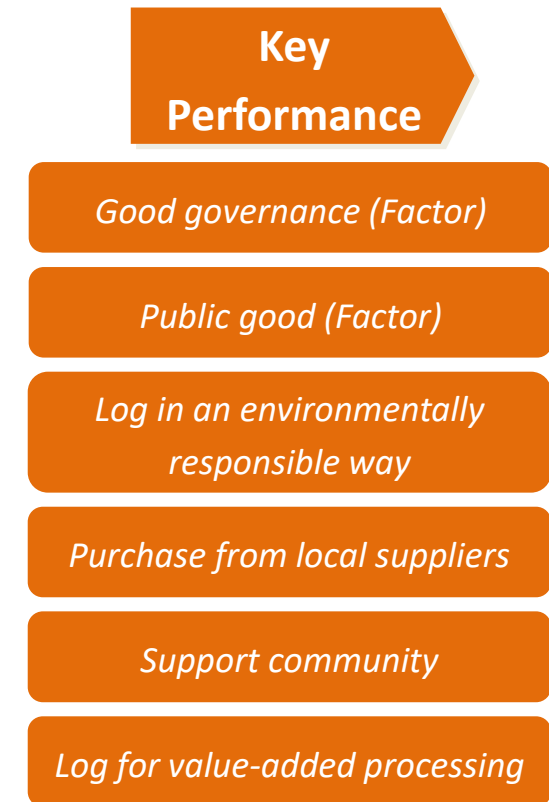 Key
Performance
Good governance (Factor)
Public good (Factor)
Log in an environmentally
responsible way
Purchase from local suppliers
Support community
Log for value-added processing